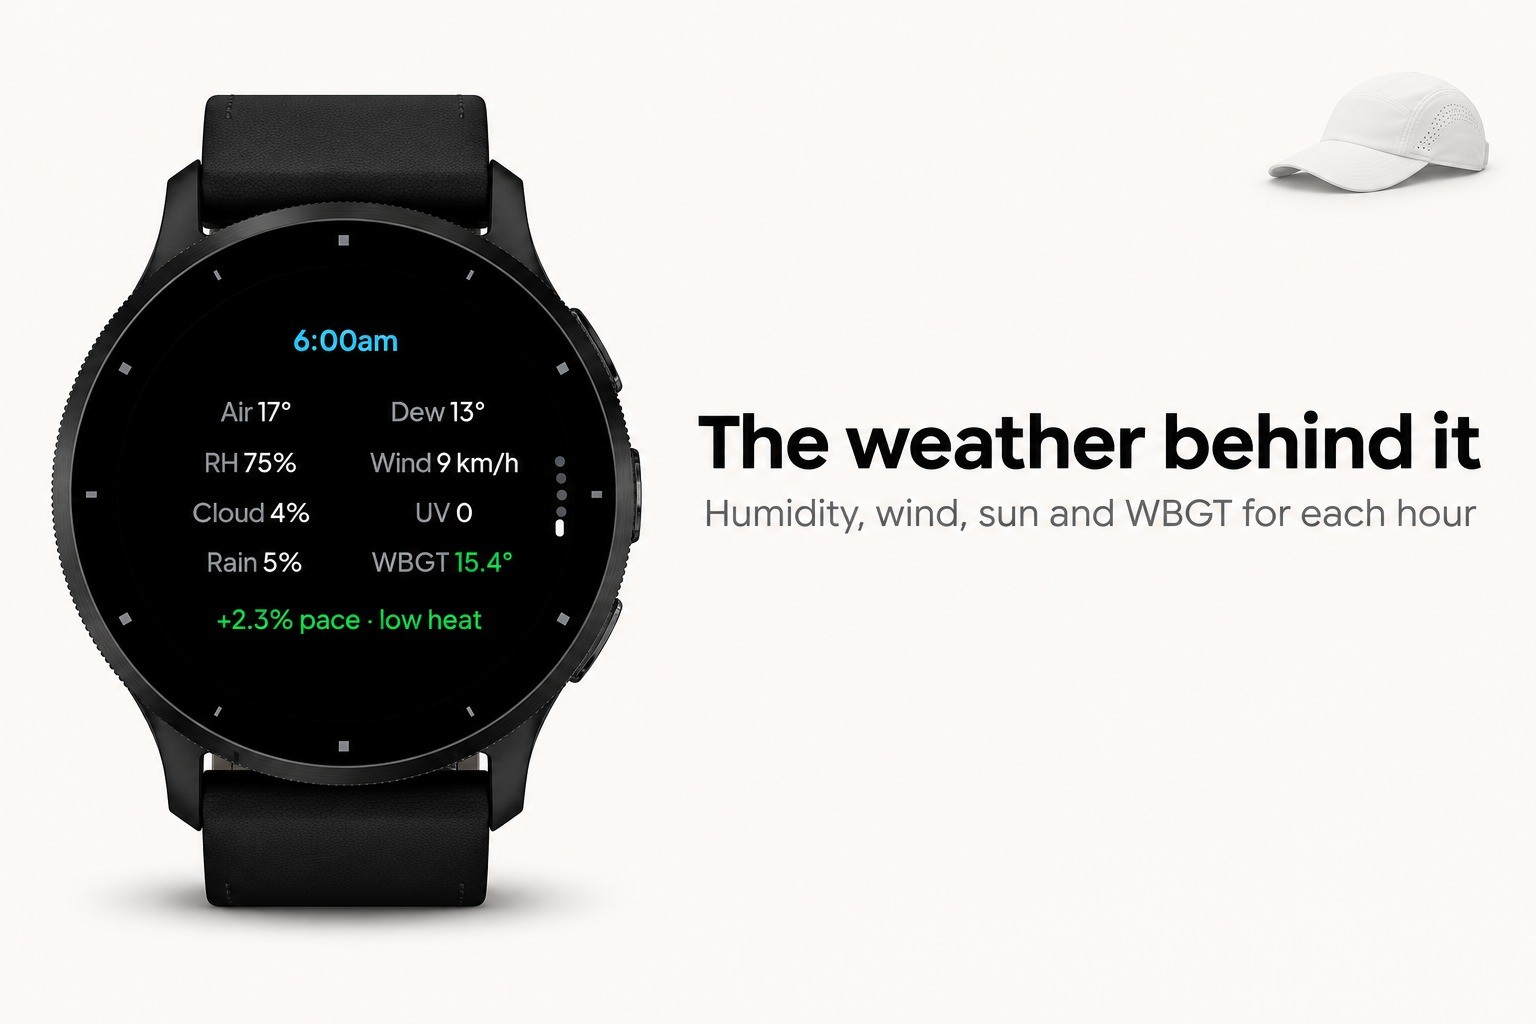 6:00am
Air 17° Dew 13°
RH 75% Wind 9 km/h
Cloud 4% UV 0
Rain 5% WBGT 15.4°
+2.3% pace · low heat
The weather behind it
Humidity, wind, sun and WBGT for each hour